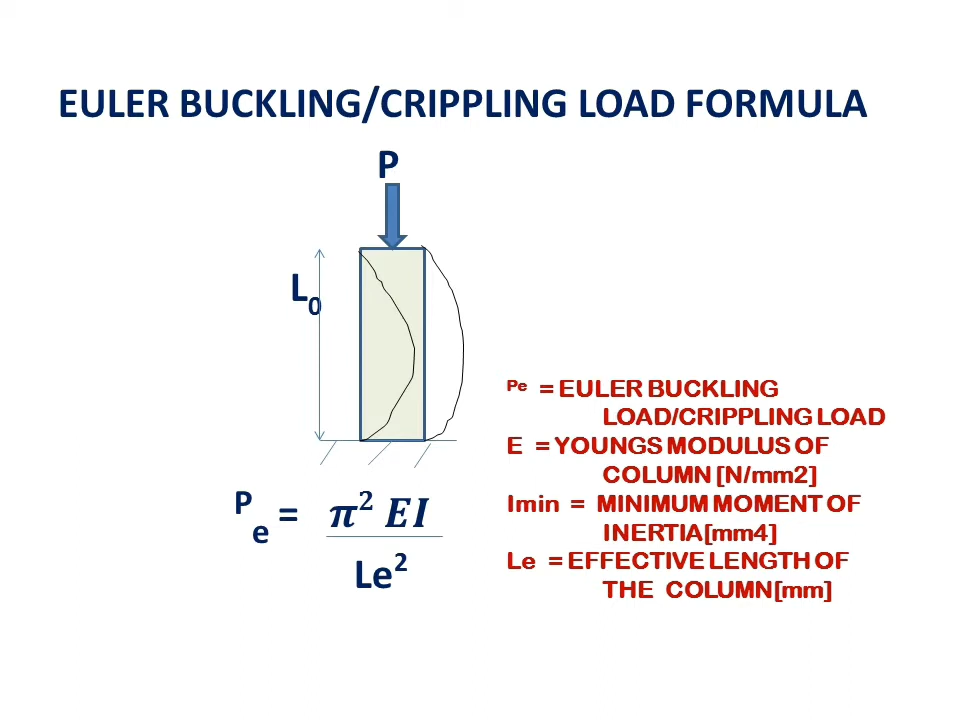 EULER BUCKLING/CRIPPLING LOAD FORMULA
P
L0
Pe = EULER BUCKLING
LOAD/CRIPPLING LOAD
E = YOUNGS MODULUS OF
COLUMN [N/mm2]
Imin = MINIMUM MOMENT OF
INERTIA[mm4]
Le = EFFECTIVE LENGTH OF
THE COLUMN[mm]
Pe = π² EI
Le²